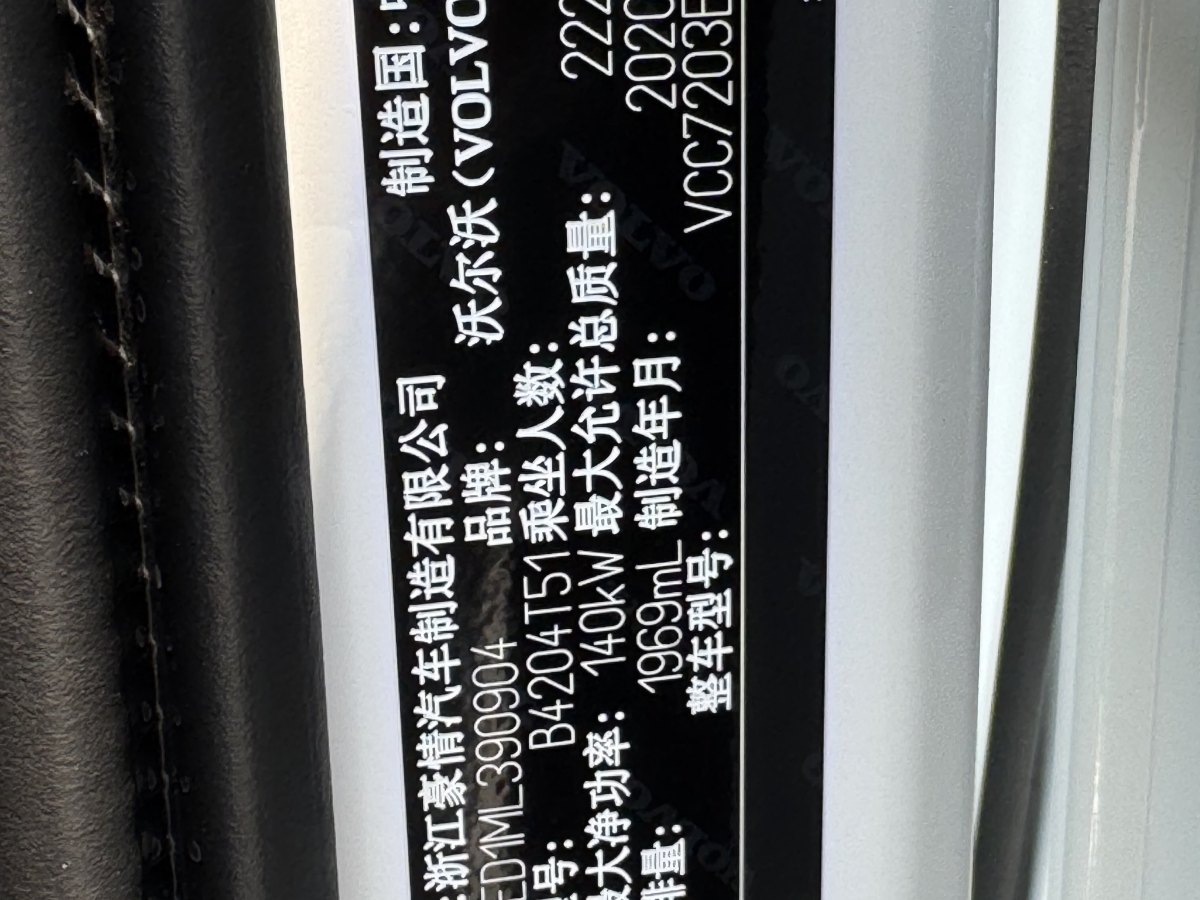 浙江豪情汽车制造有限公司 制造国:
ED1ML390904 品牌: 沃尔沃(VOLVO
号: B4204T51 乘坐人数:
最大净功率: 140kW 最大允许总质量: 222
排量: 1969mL 制造年月: 202
整车型号: VCC7203